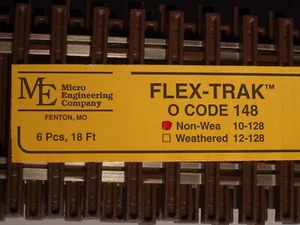 ME Micro
Engineering
Company
FENTON, MO
6 Pcs, 18 Ft
FLEX-TRAK™
O CODE 148
Non-Wea 10-128
Weathered 12-128